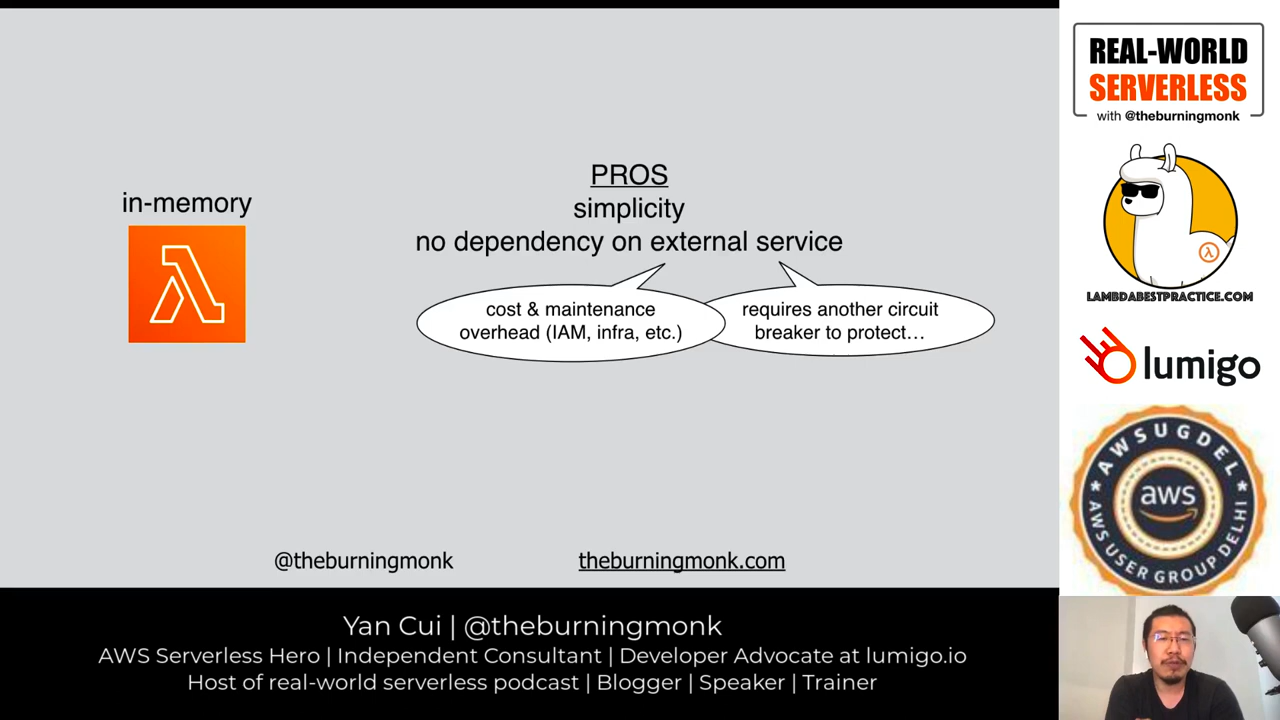 in-memory
PROS
simplicity
no dependency on external service
cost & maintenance
overhead (IAM, infra, etc.)
requires another circuit
breaker to protect…
@theburningmonk
theburningmonk.com
Yan Cui | @theburningmonk
AWS Serverless Hero | Independent Consultant | Developer Advocate at lumigo.io
Host of real-world serverless podcast | Blogger | Speaker | Trainer
REAL-WORLD
SERVERLESS
with @theburningmonk
λ
LAMBDABESTPRACTICE.COM
lumigo
* AWSUGDEL *
aws
AWS USER GROUP DELHI